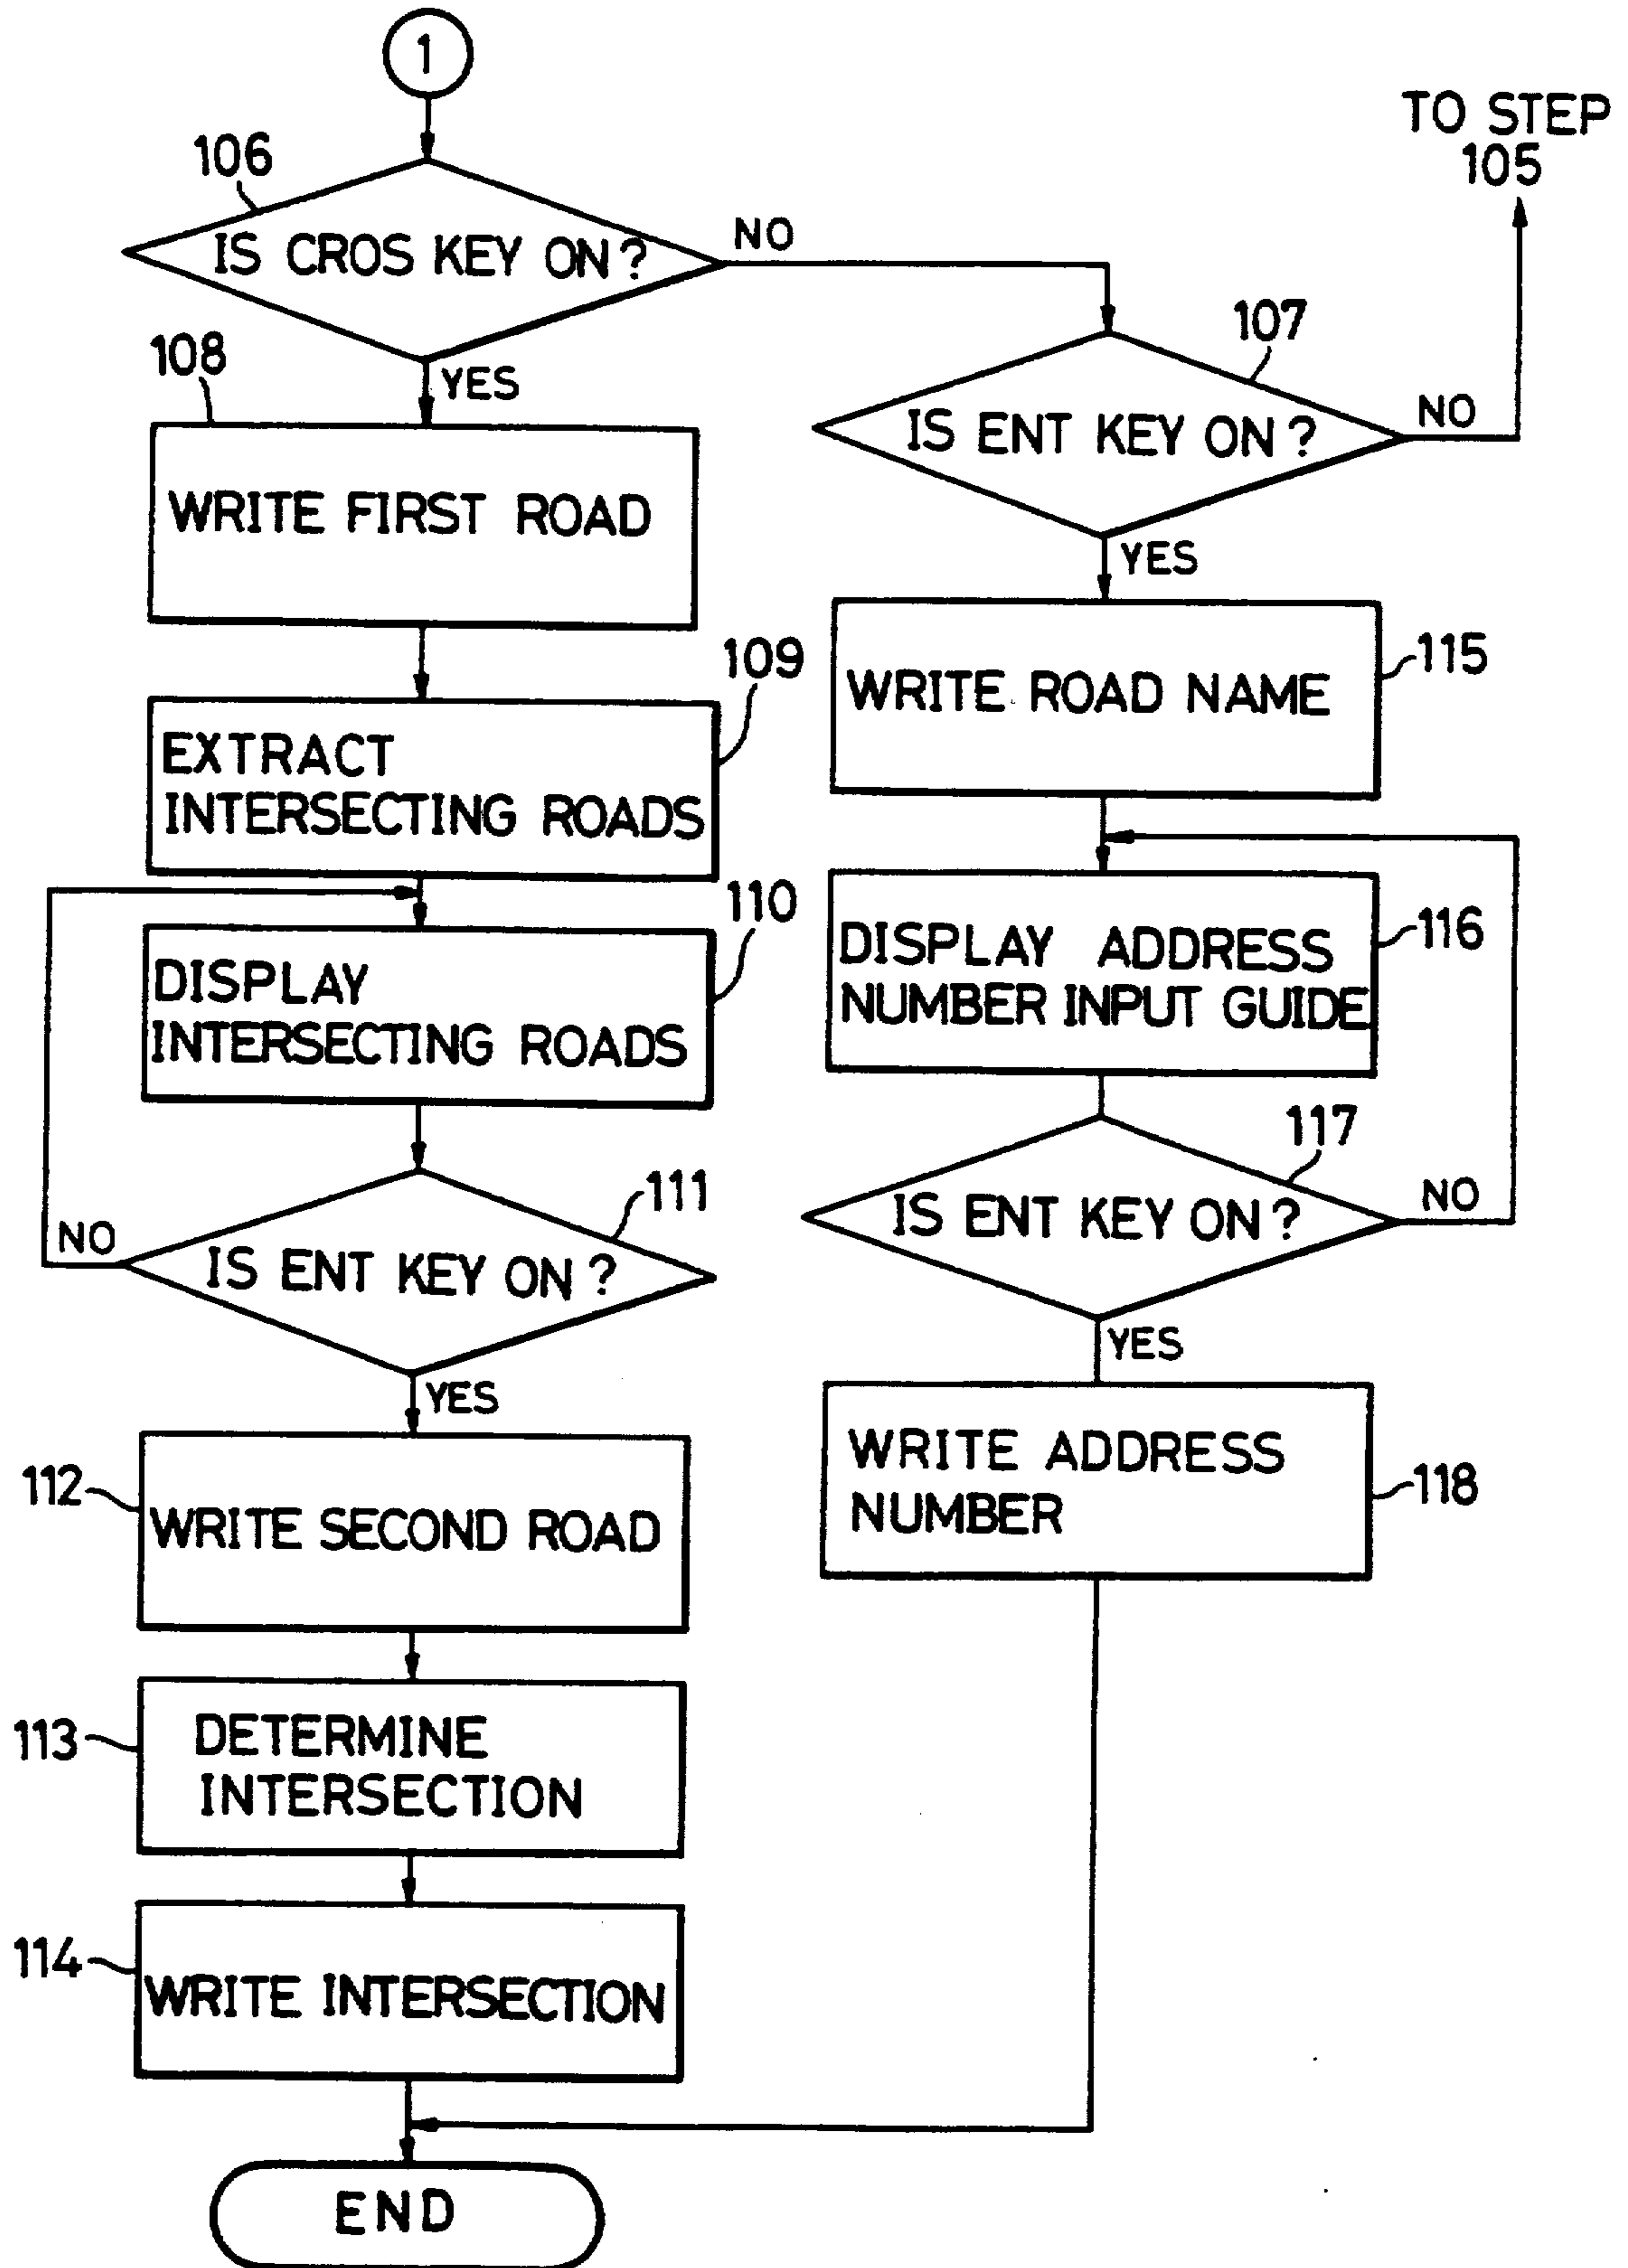 1
TO STEP
105
106
IS CROS KEY ON?
NO
107
108
YES
IS ENT KEY ON?
NO
WRITE FIRST ROAD
YES
109
115
WRITE ROAD NAME
EXTRACT
INTERSECTING ROADS
110
116
DISPLAY
INTERSECTING ROADS
DISPLAY ADDRESS
NUMBER INPUT GUIDE
117
111
IS ENT KEY ON?
NO
NO
IS ENT KEY ON?
YES
YES
112
WRITE SECOND ROAD
WRITE ADDRESS
NUMBER
118
113
DETERMINE
INTERSECTION
114
WRITE INTERSECTION
END